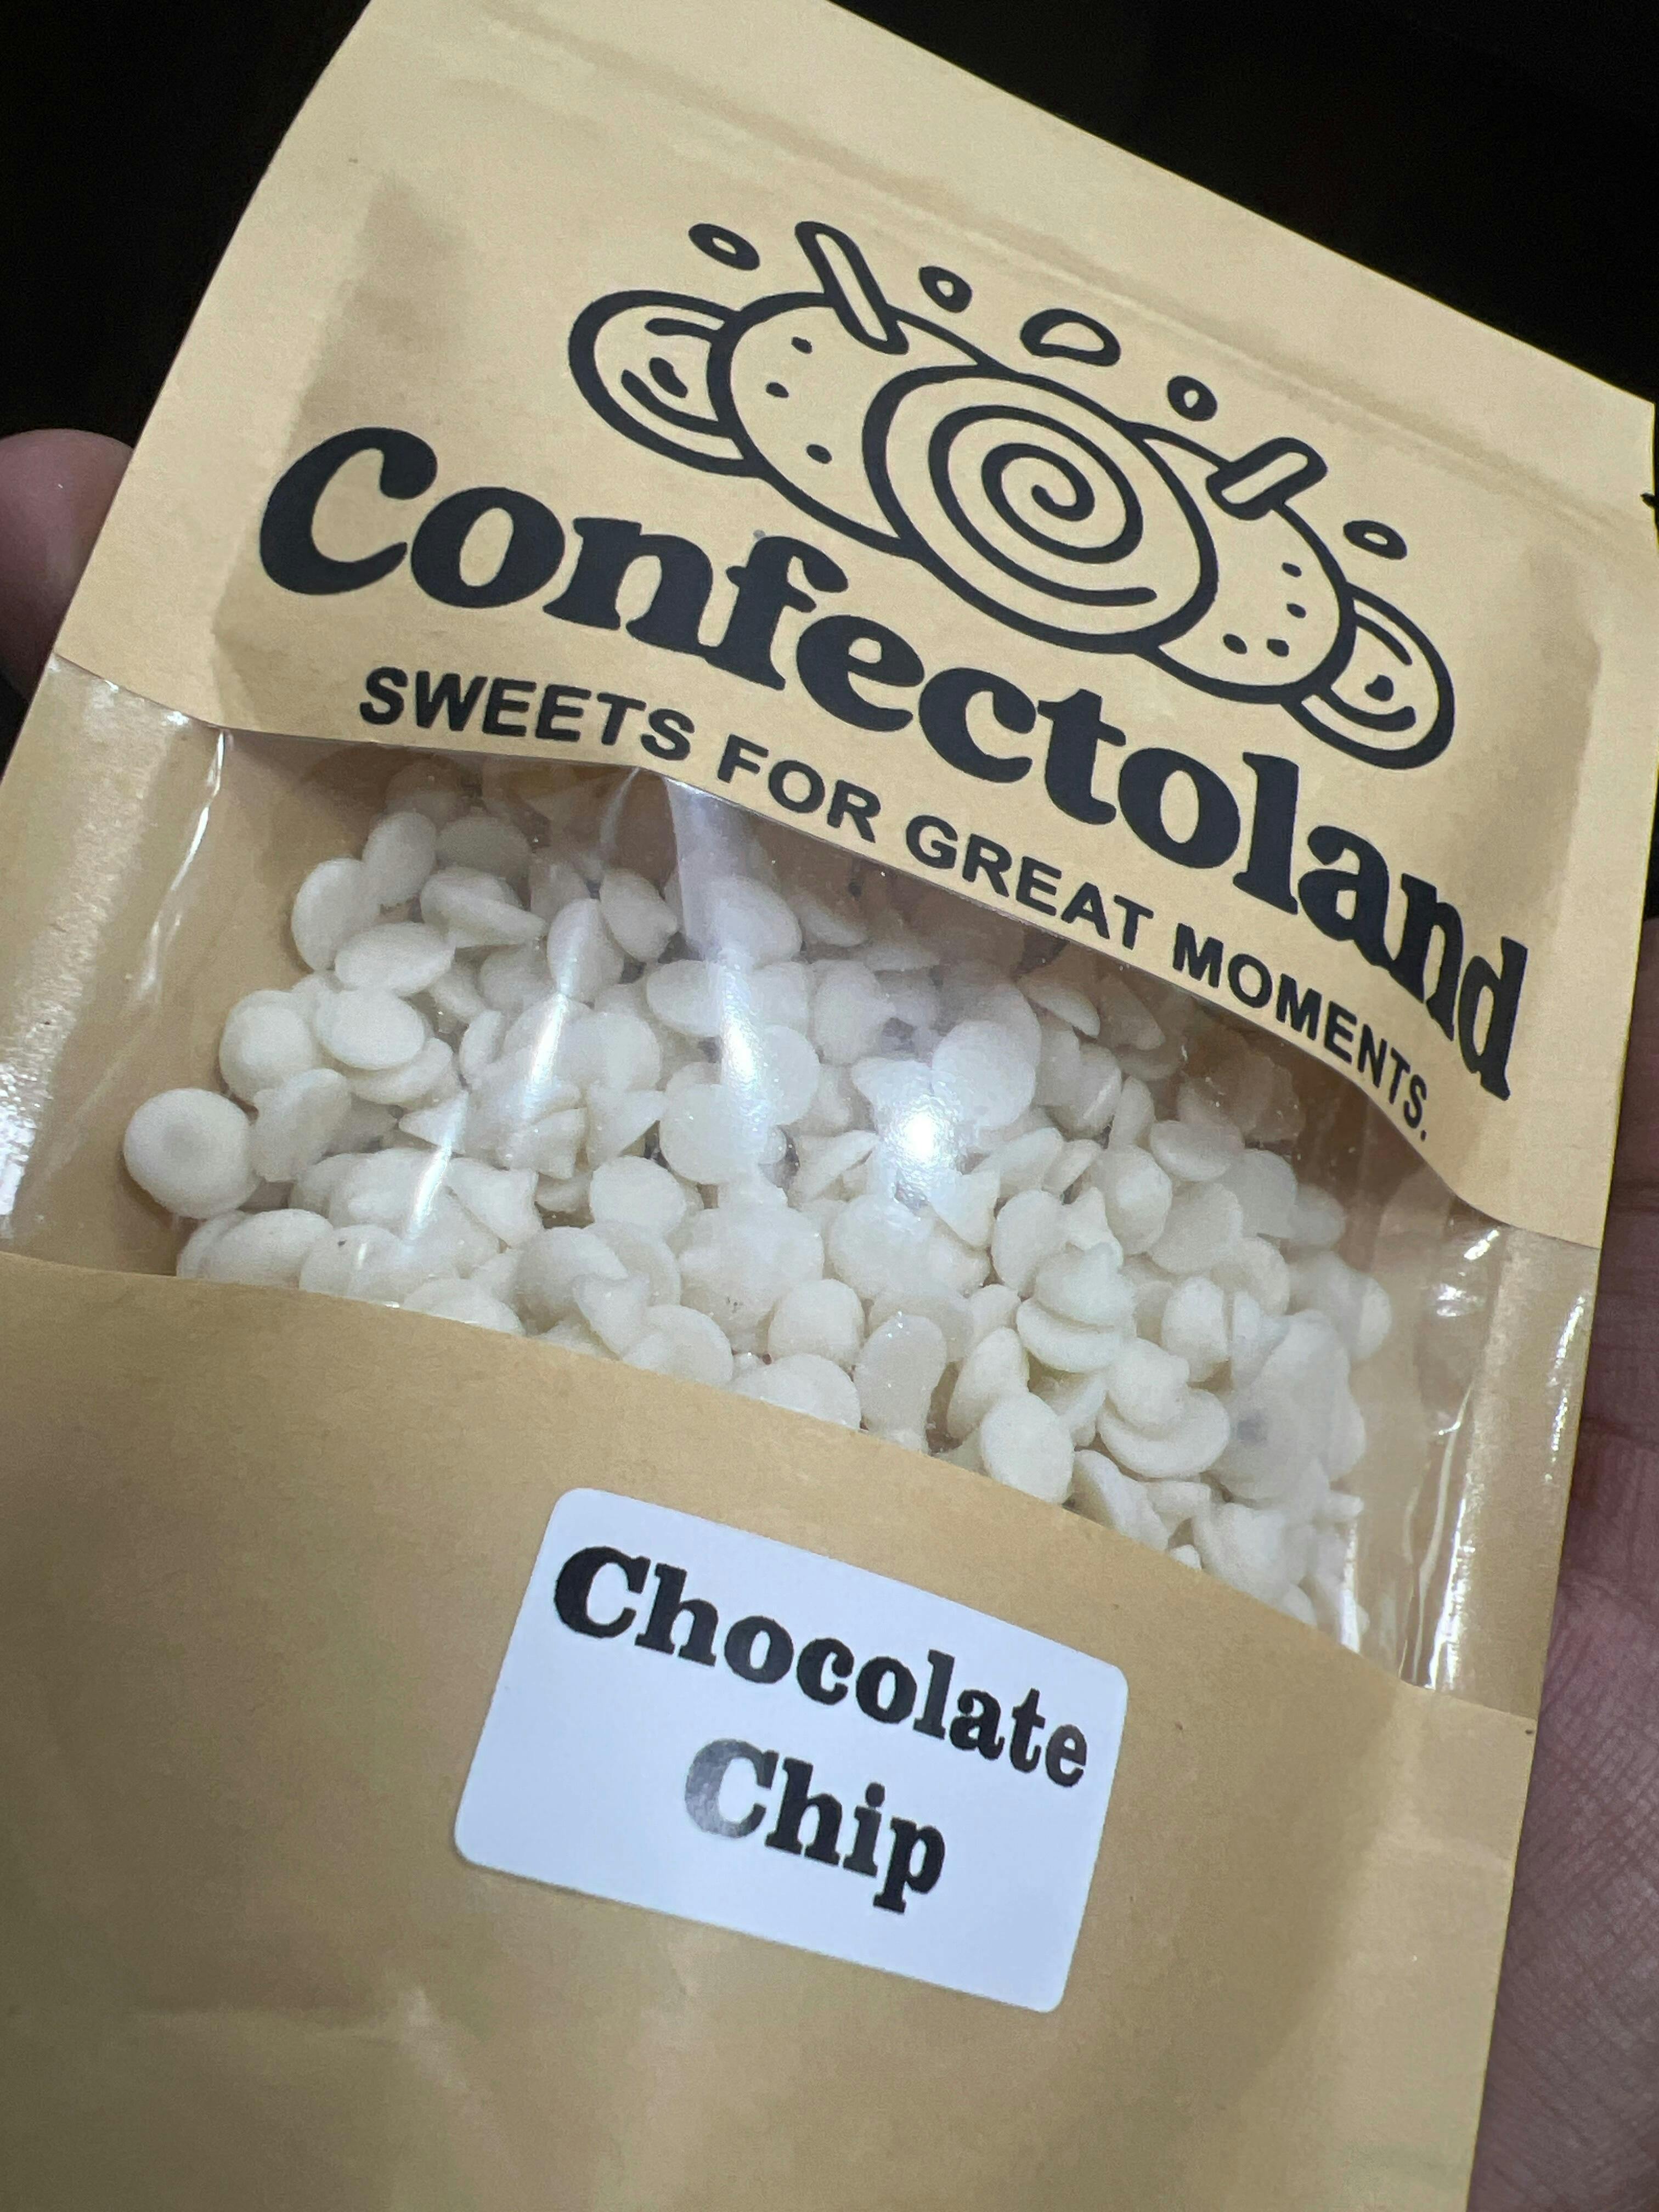 Confectoland
SWEETS FOR GREAT MOMENTS.
Chocolate
Chip